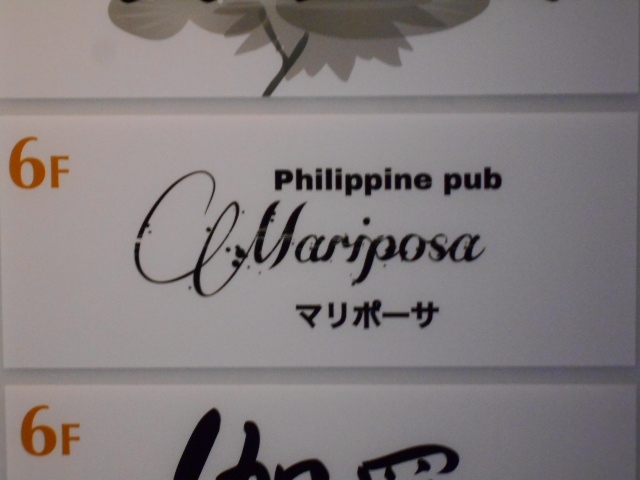 6F
Philippine pub
Mariposa
マリポーサ
6F